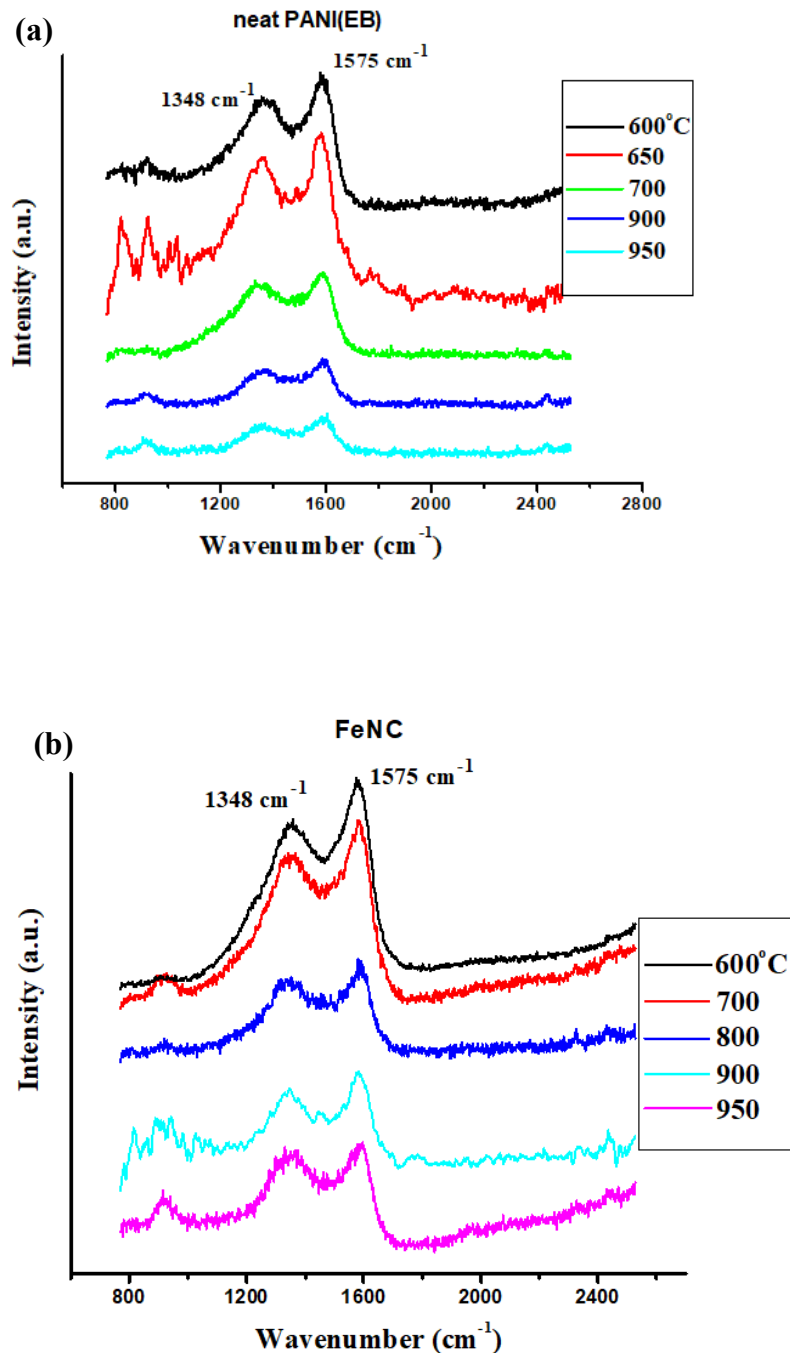 (a)
neat PANI(EB)
1348 cm-1
1575 cm-1
600°C
650
700
900
950
Intensity (a.u.)
800 1200 1600 2000 2400 2800
Wavenumber (cm-1)
(b)
FeNC
1348 cm-1
1575 cm-1
600°C
700
800
900
950
Intensity (a.u.)
800 1200 1600 2000 2400
Wavenumber (cm-1)